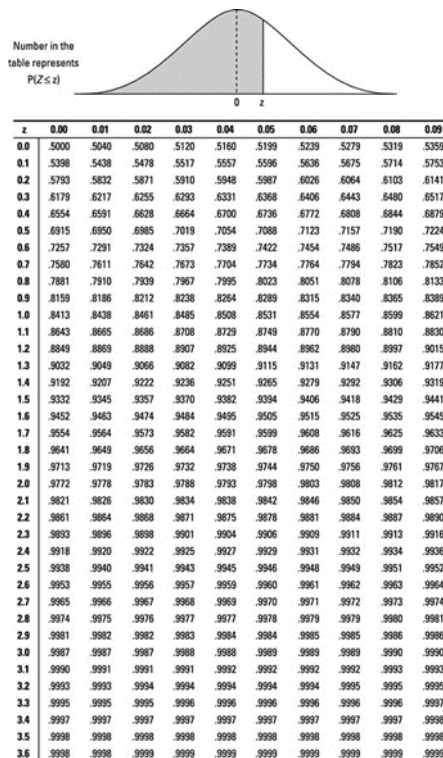 Number in the
table represents
P(Z ≤ z)
0 z
z 0.00 0.01 0.02 0.03 0.04 0.05 0.06 0.07 0.08 0.09
0.0 .5000 .5040 .5080 .5120 .5160 .5199 .5239 .5279 .5319 .5359
0.1 .5398 .5438 .5478 .5517 .5557 .5596 .5636 .5675 .5714 .5753
0.2 .5793 .5832 .5871 .5910 .5948 .5987 .6026 .6064 .6103 .6141
0.3 .6179 .6217 .6255 .6293 .6331 .6368 .6406 .6443 .6480 .6517
0.4 .6554 .6591 .6628 .6664 .6700 .6736 .6772 .6808 .6844 .6879
0.5 .6915 .6950 .6985 .7019 .7054 .7088 .7123 .7157 .7190 .7224
0.6 .7257 .7291 .7324 .7357 .7389 .7422 .7454 .7486 .7517 .7549
0.7 .7580 .7611 .7642 .7673 .7704 .7734 .7764 .7794 .7823 .7852
0.8 .7881 .7910 .7939 .7967 .7995 .8023 .8051 .8078 .8106 .8133
0.9 .8159 .8186 .8212 .8238 .8264 .8289 .8315 .8340 .8365 .8389
1.0 .8413 .8438 .8461 .8485 .8508 .8531 .8554 .8577 .8599 .8621
1.1 .8643 .8665 .8686 .8708 .8729 .8749 .8770 .8790 .8810 .8830
1.2 .8849 .8869 .8888 .8907 .8925 .8944 .8962 .8980 .8997 .9015
1.3 .9032 .9049 .9066 .9082 .9099 .9115 .9131 .9147 .9162 .9177
1.4 .9192 .9207 .9222 .9236 .9251 .9265 .9279 .9292 .9306 .9319
1.5 .9332 .9345 .9357 .9370 .9382 .9394 .9406 .9418 .9429 .9441
1.6 .9452 .9463 .9474 .9484 .9495 .9505 .9515 .9525 .9535 .9545
1.7 .9554 .9564 .9573 .9582 .9591 .9599 .9608 .9616 .9625 .9633
1.8 .9641 .9649 .9656 .9664 .9671 .9678 .9686 .9693 .9699 .9706
1.9 .9713 .9719 .9726 .9732 .9738 .9744 .9750 .9756 .9761 .9767
2.0 .9772 .9778 .9783 .9788 .9793 .9798 .9803 .9808 .9812 .9817
2.1 .9821 .9826 .9830 .9834 .9838 .9842 .9846 .9850 .9854 .9857
2.2 .9861 .9864 .9868 .9871 .9875 .9878 .9881 .9884 .9887 .9890
2.3 .9893 .9896 .9898 .9901 .9904 .9906 .9909 .9911 .9913 .9916
2.4 .9918 .9920 .9922 .9925 .9927 .9929 .9931 .9932 .9934 .9936
2.5 .9938 .9940 .9941 .9943 .9945 .9946 .9948 .9949 .9951 .9952
2.6 .9953 .9955 .9956 .9957 .9959 .9960 .9961 .9962 .9963 .9964
2.7 .9965 .9966 .9967 .9968 .9969 .9970 .9971 .9972 .9973 .9974
2.8 .9974 .9975 .9976 .9977 .9977 .9978 .9979 .9979 .9980 .9981
2.9 .9981 .9982 .9982 .9983 .9984 .9984 .9985 .9985 .9986 .9986
3.0 .9987 .9987 .9987 .9988 .9988 .9989 .9989 .9989 .9990 .9990
3.1 .9990 .9991 .9991 .9991 .9992 .9992 .9992 .9992 .9993 .9993
3.2 .9993 .9993 .9994 .9994 .9994 .9994 .9994 .9995 .9995 .9995
3.3 .9995 .9995 .9995 .9996 .9996 .9996 .9996 .9996 .9996 .9997
3.4 .9997 .9997 .9997 .9997 .9997 .9997 .9997 .9997 .9997 .9998
3.5 .9998 .9998 .9998 .9998 .9998 .9998 .9998 .9998 .9998 .9998
3.6 .9998 .9998 .9999 .9999 .9999 .9999 .9999 .9999 .9999 .9999